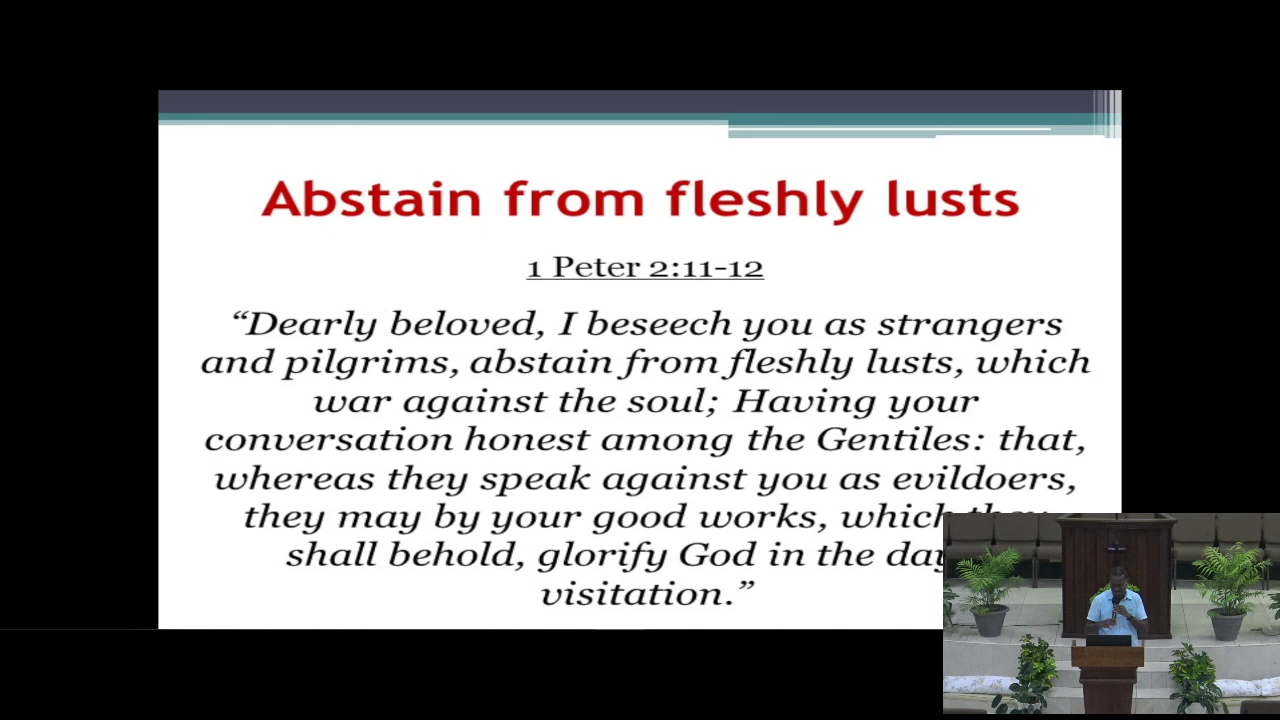 Abstain from fleshly lusts
1 Peter 2:11-12
“Dearly beloved, I beseech you as strangers
and pilgrims, abstain from fleshly lusts, which
war against the soul; Having your
conversation honest among the Gentiles: that,
whereas they speak against you as evildoers,
they may by your good works, which they
shall behold, glorify God in the day
visitation.”